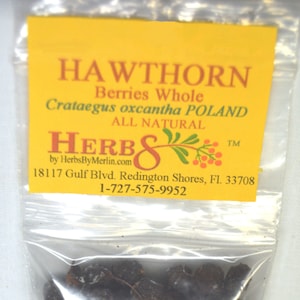 HAWTHORN
Berries Whole
Crataegus oxcantha POLAND
ALL NATURAL
HERBS TM
by HerbsByMerlin.com
18117 Gulf Blvd. Redington Shores, Fl. 33708
1-727-575-9952